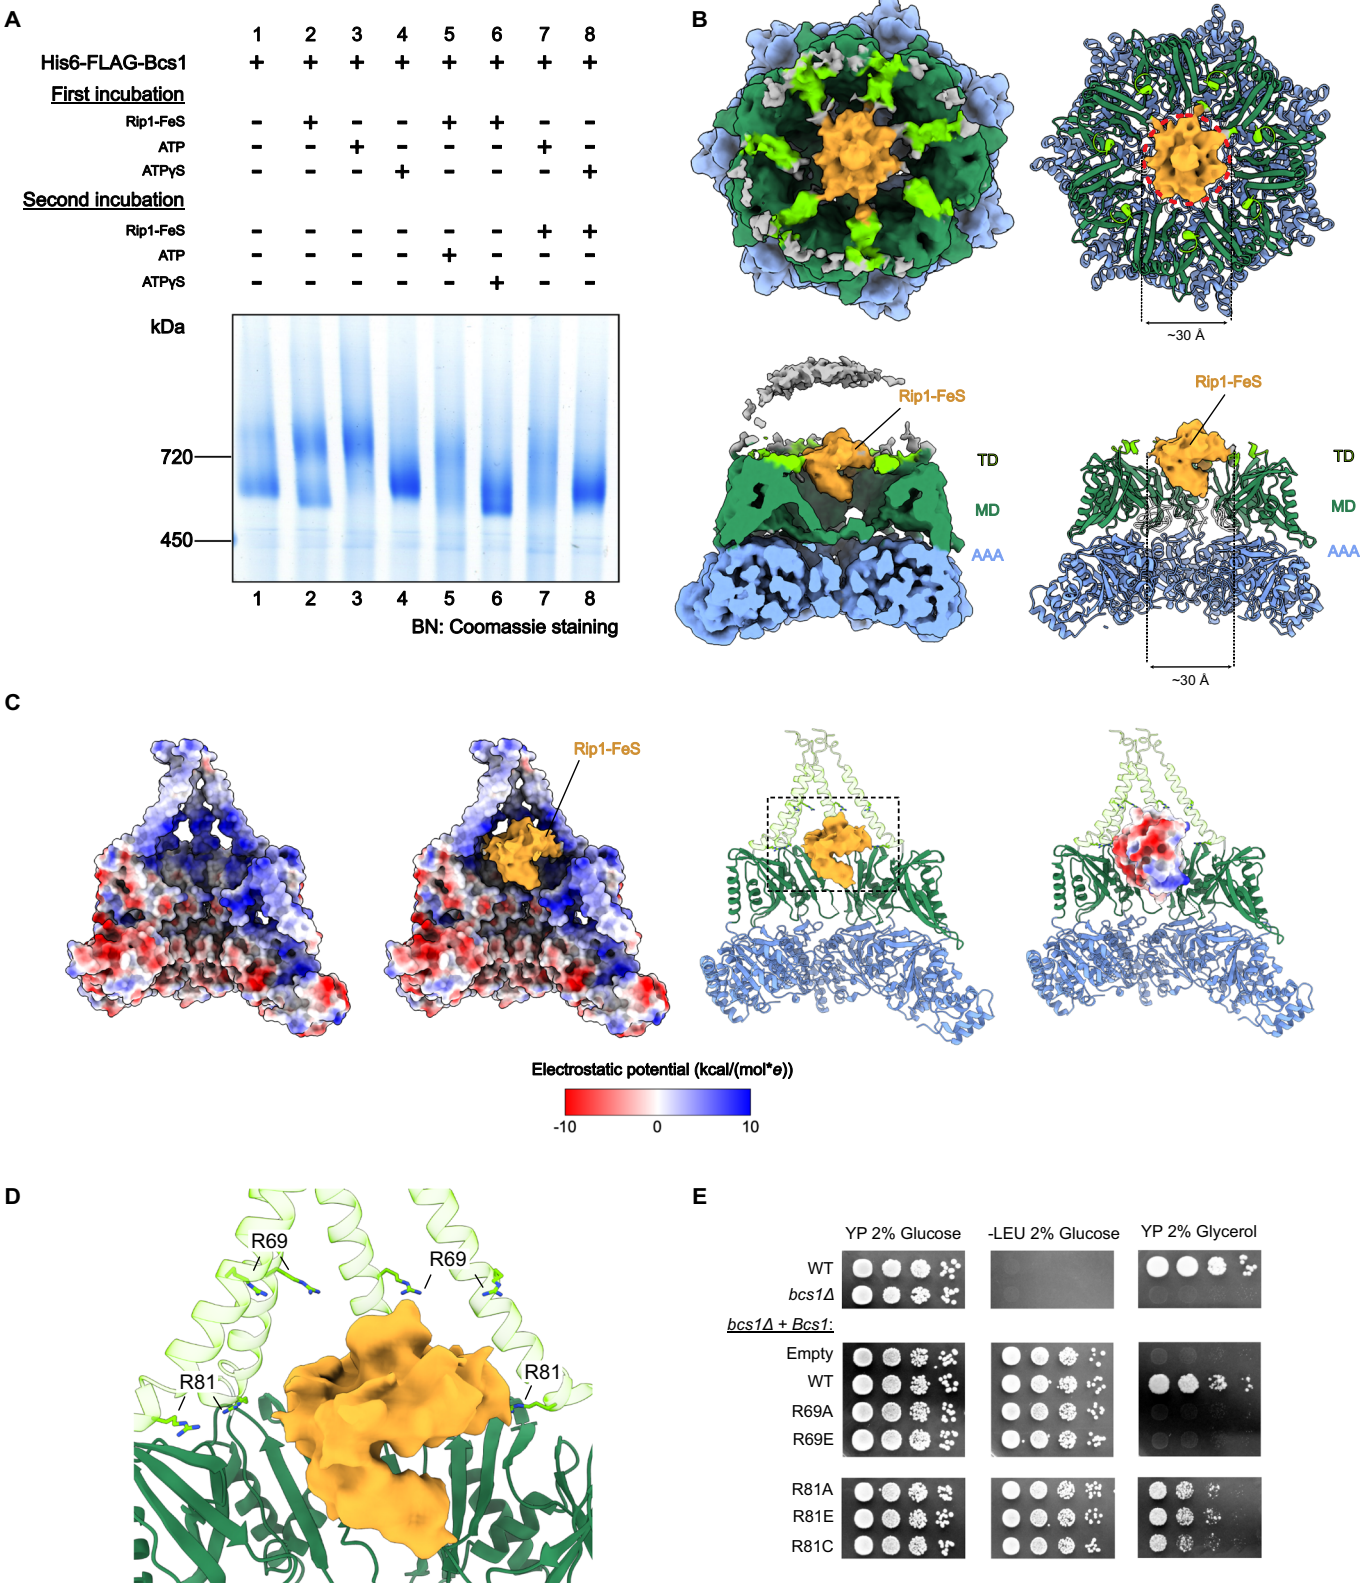 A
1 2 3 4 5 6 7 8
His6-FLAG-Bcs1 + + + + + + + +
First incubation
Rip1-FeS - + - - + + - -
ATP - - + - - - + -
ATPγS - - - + - - - +
Second incubation
Rip1-FeS - - - - - - + +
ATP - - - - + - - -
ATPγS - - - - - + - -
kDa
720
450
1 2 3 4 5 6 7 8
BN: Coomassie staining
B
~30 Å
Rip1-FeS
TD
MD
AAA
Rip1-FeS
TD
MD
AAA
~30 Å
C
Rip1-FeS
Electrostatic potential (kcal/(mol*e))
-10 0 10
D
R69
R69
R81
R81
E
YP 2% Glucose -LEU 2% Glucose YP 2% Glycerol
WT
bcs1Δ
bcs1Δ + Bcs1:
Empty
WT
R69A
R69E
R81A
R81E
R81C